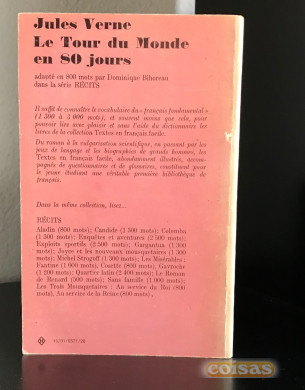 Jules Verne
Le Tour du Monde
en 80 jours
adapté en 800 mots par Dominique Bihoreau
dans la série RÉCITS
Il suffit de connaître le vocabulaire du « français fondamental »
(1 500 à 3 000 mots), et souvent moins que cela, pour
pouvoir lire avec plaisir et sans l'aide du dictionnaire les
livres de la collection Textes en français facile.
Du roman à la vulgarisation scientifique, en passant par les
jeux de langage et les biographies de grands hommes, les
Textes en français facile, abondamment illustrés, accom-
pagnés de questionnaires et de glossaires, constituent pour
le jeune étudiant une véritable première bibliothèque de
français.
Dans la même collection, lisez...
RÉCITS
Aladin (800 mots); Candide (1 300 mots); Colomba
(1 300 mots); Enquêtes et aventures (1 300 mots);
Exploits sportifs (2 500 mots); Gargantua (1 300
mots); Joyce et les nouveaux mousquetaires (1 300
mots); Michel Strogoff (1 300 mots); Les Misérables :
Fantine (1 000 mots), Cosette (800 mots), Gavroche
(1 200 mots); Quartier latin (2 400 mots); Le Roman
de Renard (500 mots); Sans famille (1 000 mots);
Les Trois Mousquetaires : Au service du Roi (800
mots), Au service de la Reine (800 mots)
coisas